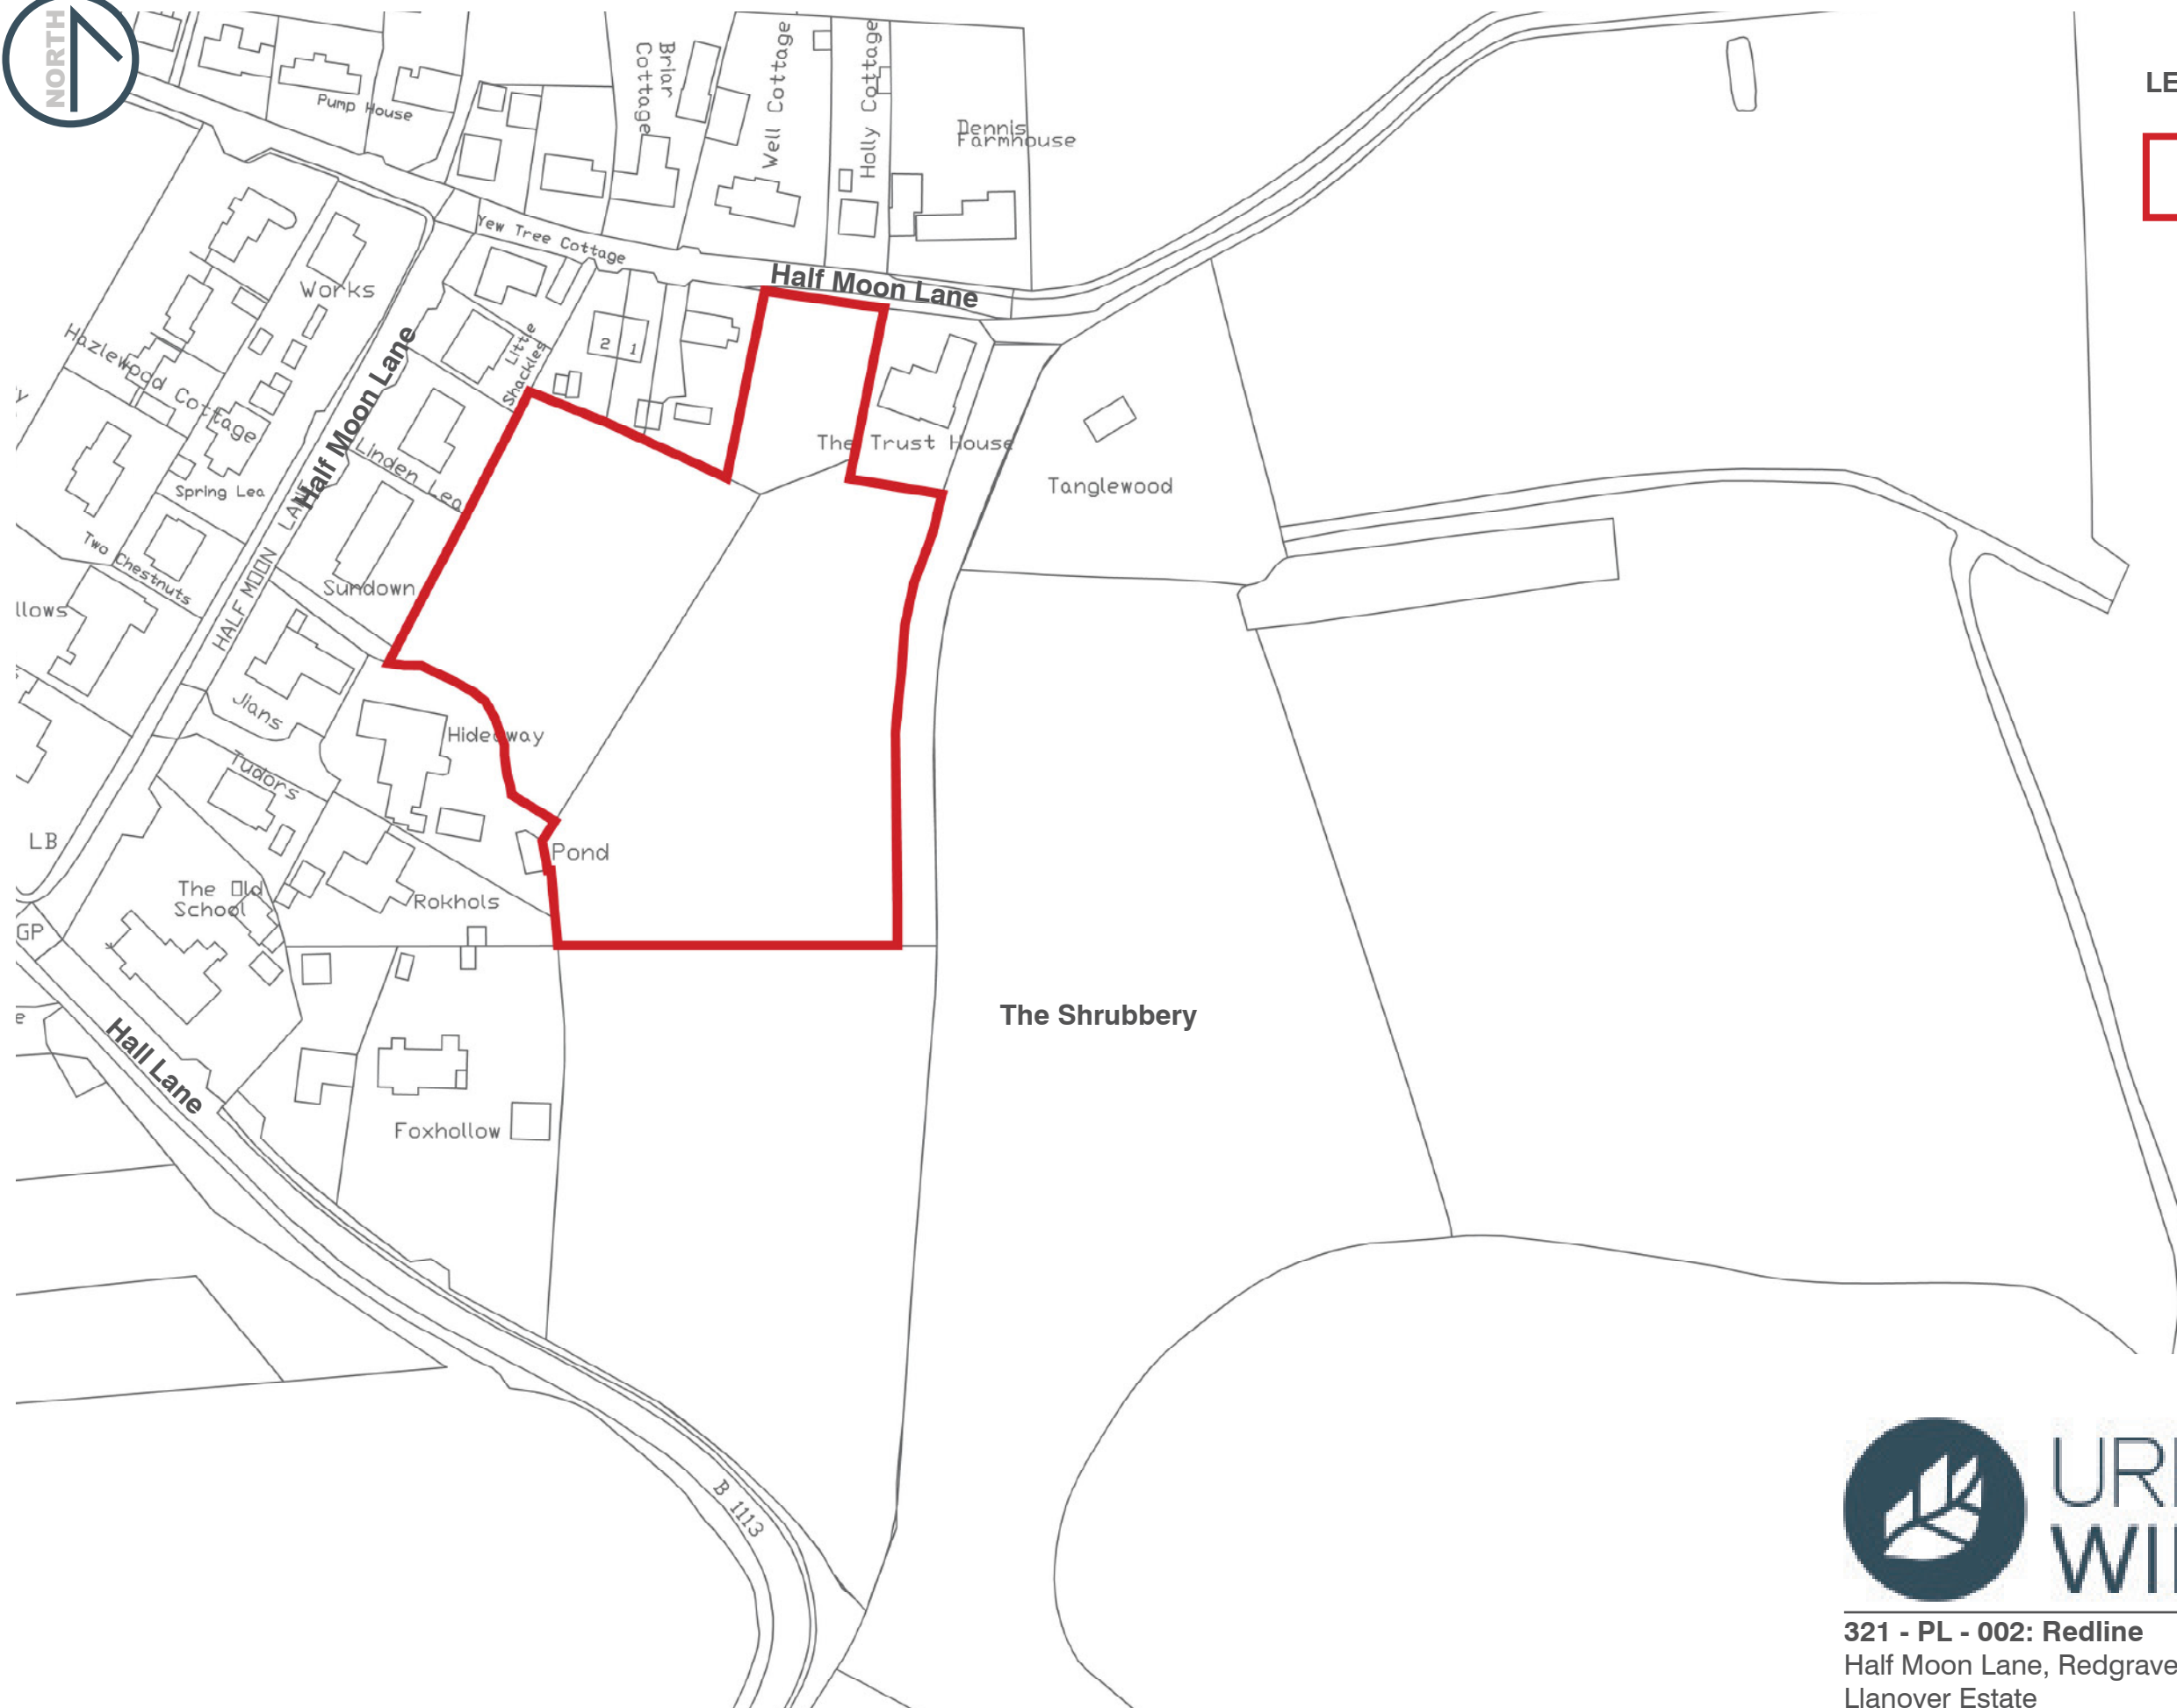 NORTH
LE
Pump House
Briar
Cottage
Well Cottage
Holly Cottage
Dennis
Farmhouse
Yew Tree Cottage
Half Moon Lane
Works
Little
Shackles
2
1
Hazlewood Cottage
Half Moon Lane
Linden Lea
The Trust House
Tanglewood
Spring Lea
HALF MOON LANE
Two Chestnuts
Sundown
llows
Jians
Hideaway
Tudors
LB
Pond
The Old
School
Rokhols
GP
The Shrubbery
Hall Lane
Foxhollow
B 1113
UR
WI
321 - PL - 002: Redline
Half Moon Lane, Redgrave
Llanover Estate